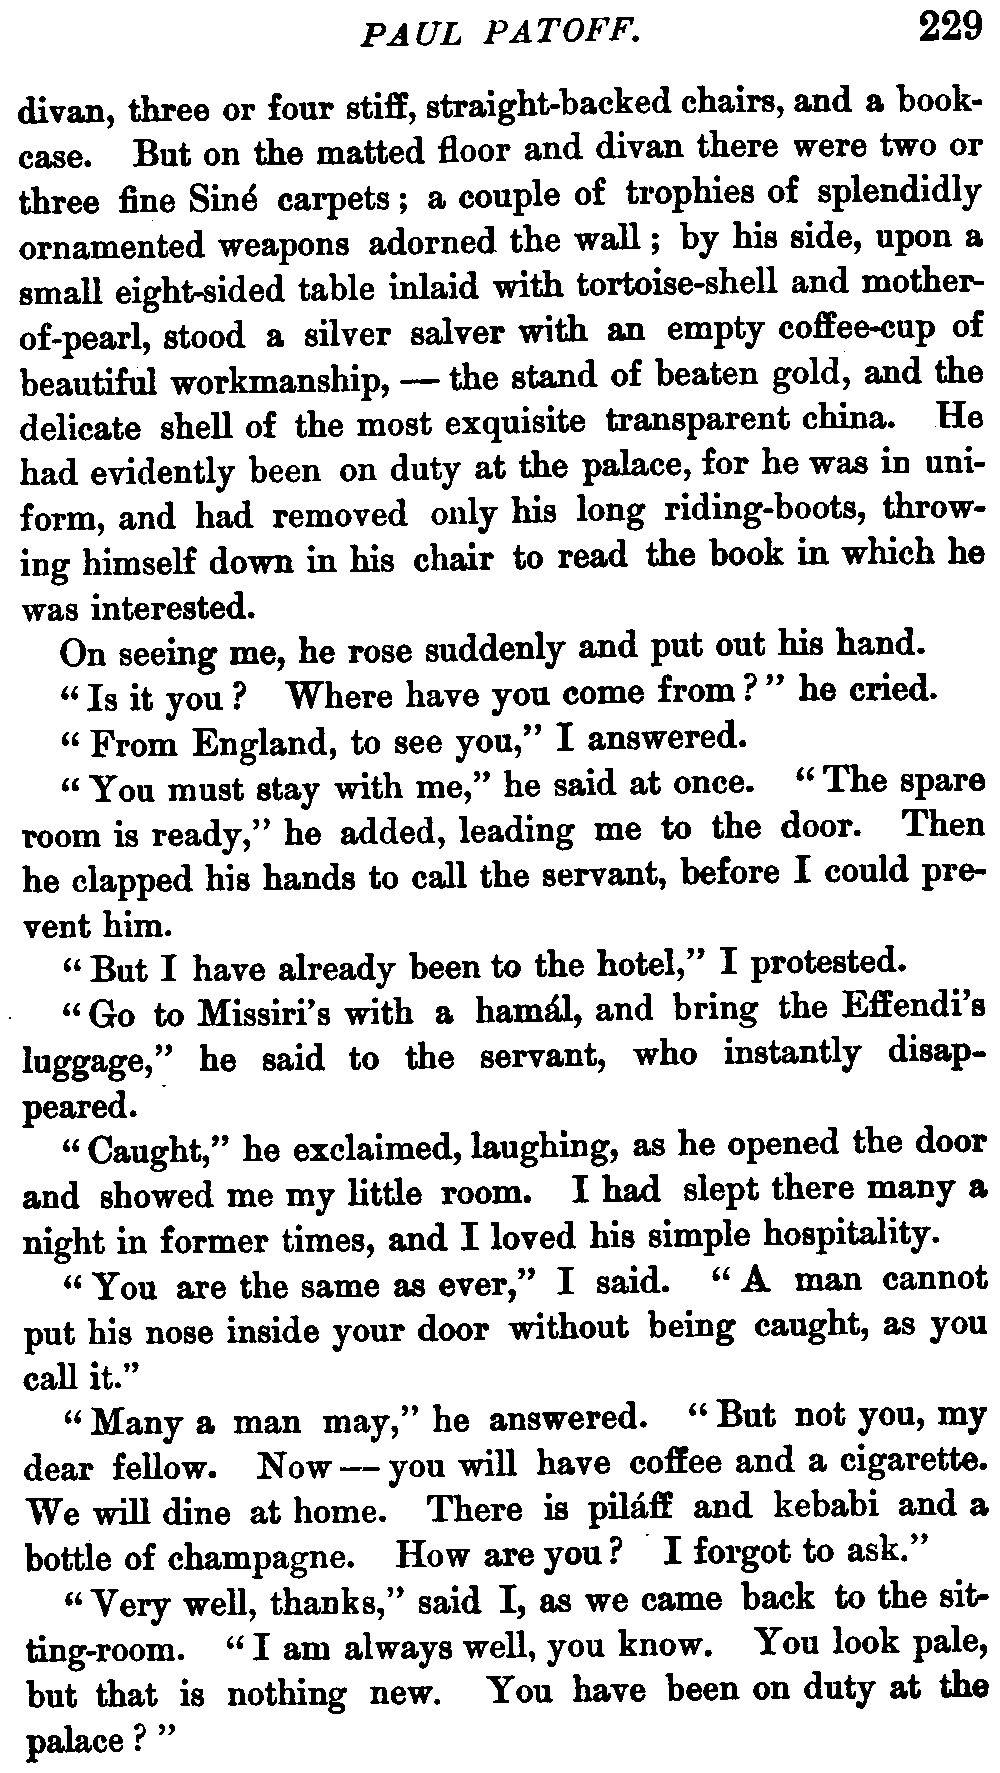 PAUL PATOFF. 229
divan, three or four stiff, straight-backed chairs, and a book-
case. But on the matted floor and divan there were two or
three fine Siné carpets; a couple of trophies of splendidly
ornamented weapons adorned the wall; by his side, upon a
small eight-sided table inlaid with tortoise-shell and mother-
of-pearl, stood a silver salver with an empty coffee-cup of
beautiful workmanship, — the stand of beaten gold, and the
delicate shell of the most exquisite transparent china. He
had evidently been on duty at the palace, for he was in uni-
form, and had removed only his long riding-boots, throw-
ing himself down in his chair to read the book in which he
was interested.
On seeing me, he rose suddenly and put out his hand.
“Is it you? Where have you come from?” he cried.
“From England, to see you,” I answered.
“You must stay with me,” he said at once. “The spare
room is ready,” he added, leading me to the door. Then
he clapped his hands to call the servant, before I could pre-
vent him.
“But I have already been to the hotel,” I protested.
“Go to Missiri’s with a hamál, and bring the Effendi’s
luggage,” he said to the servant, who instantly disap-
peared.
“Caught,” he exclaimed, laughing, as he opened the door
and showed me my little room. I had slept there many a
night in former times, and I loved his simple hospitality.
“You are the same as ever,” I said. “A man cannot
put his nose inside your door without being caught, as you
call it.”
“Many a man may,” he answered. “But not you, my
dear fellow. Now — you will have coffee and a cigarette.
We will dine at home. There is piláff and kebabi and a
bottle of champagne. How are you? I forgot to ask.”
“Very well, thanks,” said I, as we came back to the sit-
ting-room. “I am always well, you know. You look pale,
but that is nothing new. You have been on duty at the
palace?”